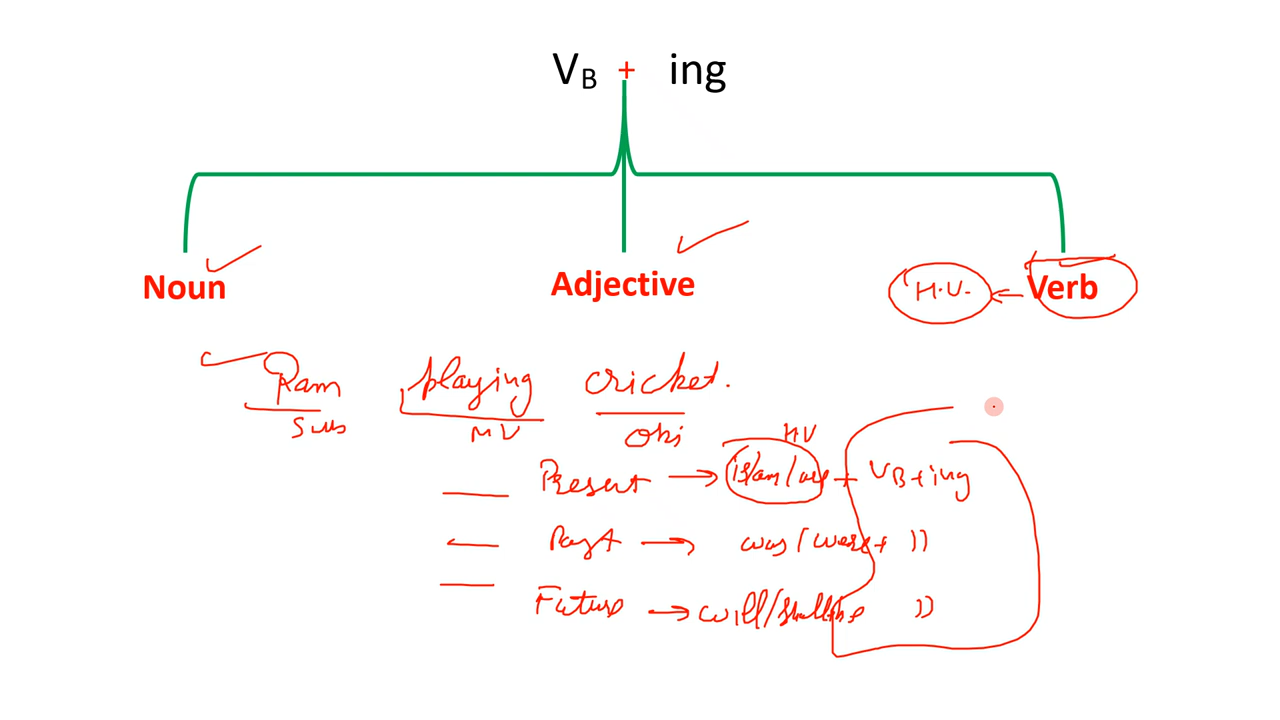 VB + ing
Noun Adjective H.V. Verb
Ram playing cricket.
Sub MV Obj
HV
Present → is/am/are + VB+ing
Past → was/were+ ))
Future → will/shall+be ))